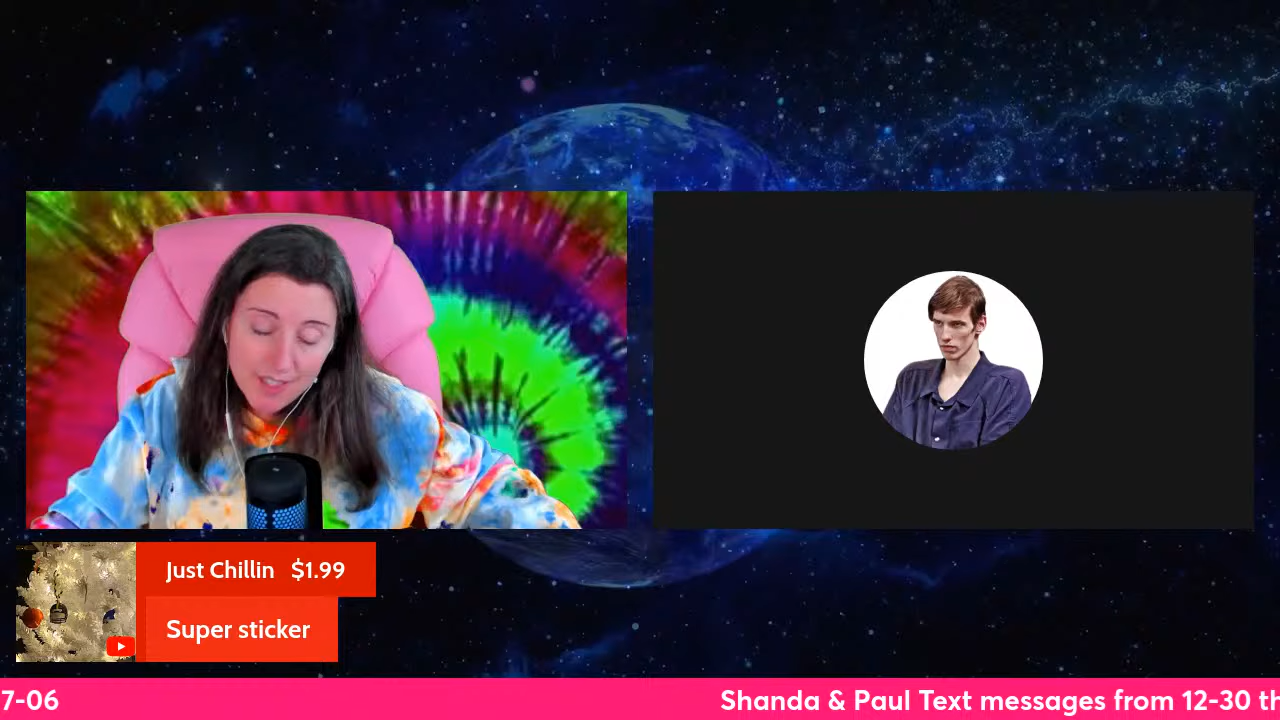 Just Chillin $1.99
Super sticker
7-06 Shanda & Paul Text messages from 12-30 th